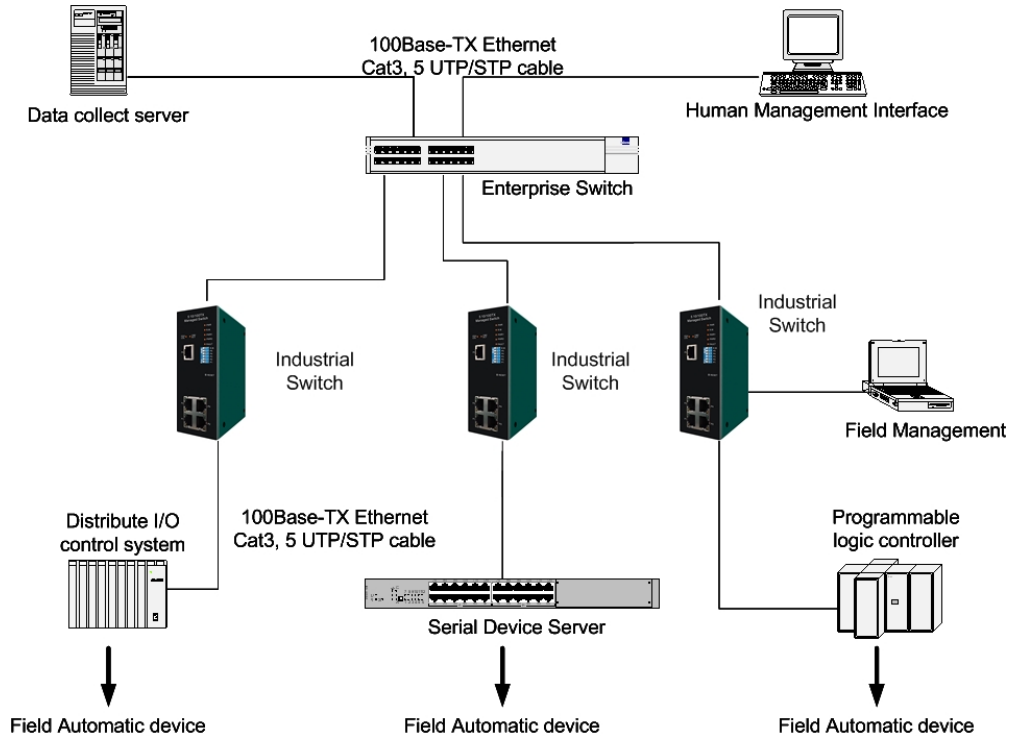 100Base-TX Ethernet
Cat3, 5 UTP/STP cable
Data collect server
Human Management Interface
Enterprise Switch
Industrial
Switch
Industrial
Switch
Industrial
Switch
Field Management
Distribute I/O
control system
100Base-TX Ethernet
Cat3, 5 UTP/STP cable
Programmable
logic controller
Serial Device Server
Field Automatic device
Field Automatic device
Field Automatic device